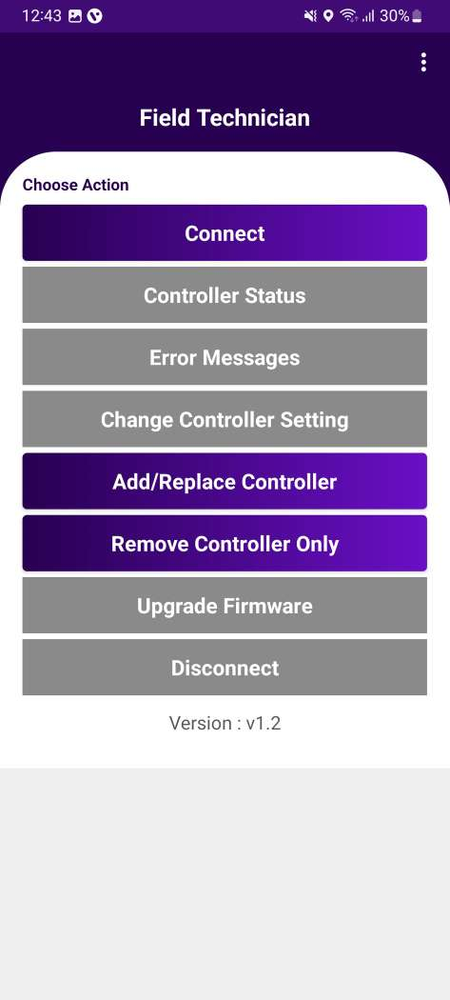 12:43 30%
Field Technician
Choose Action
Connect
Controller Status
Error Messages
Change Controller Setting
Add/Replace Controller
Remove Controller Only
Upgrade Firmware
Disconnect
Version : v1.2